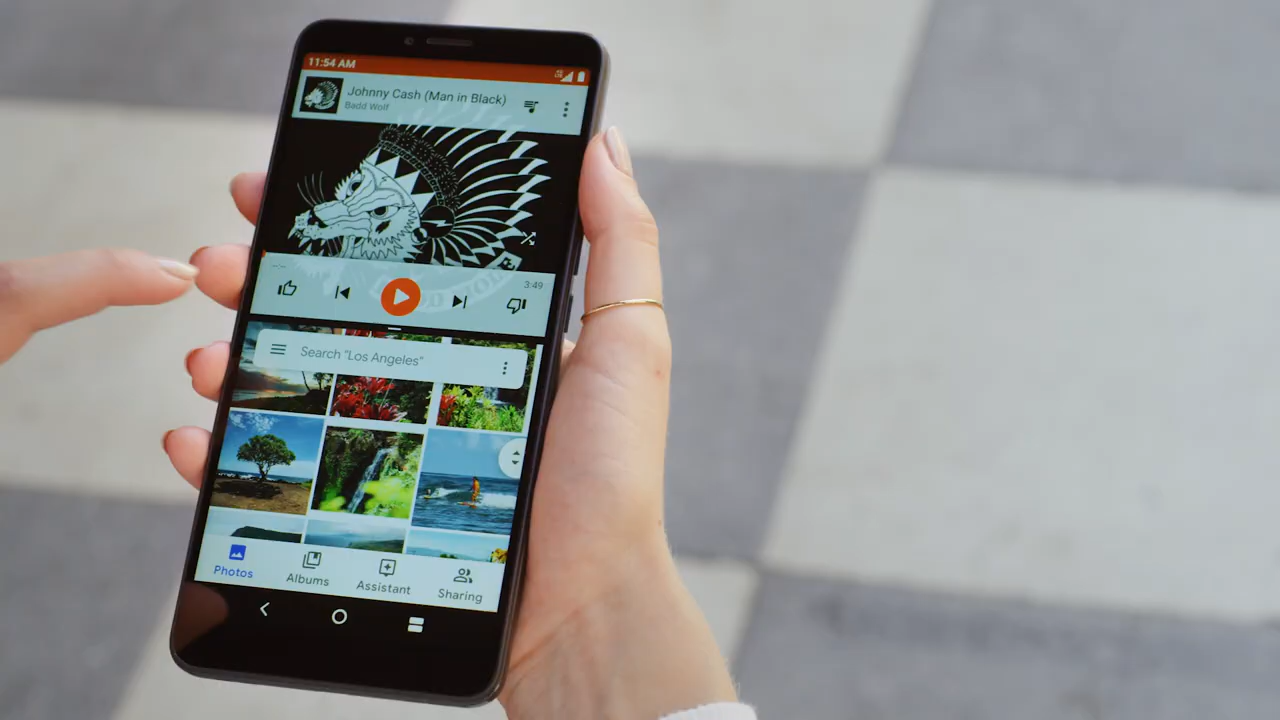 11:54 AM
Johnny Cash (Man in Black)
Badd Wolf
3:49
Search "Los Angeles"
Photos
Albums
Assistant
Sharing